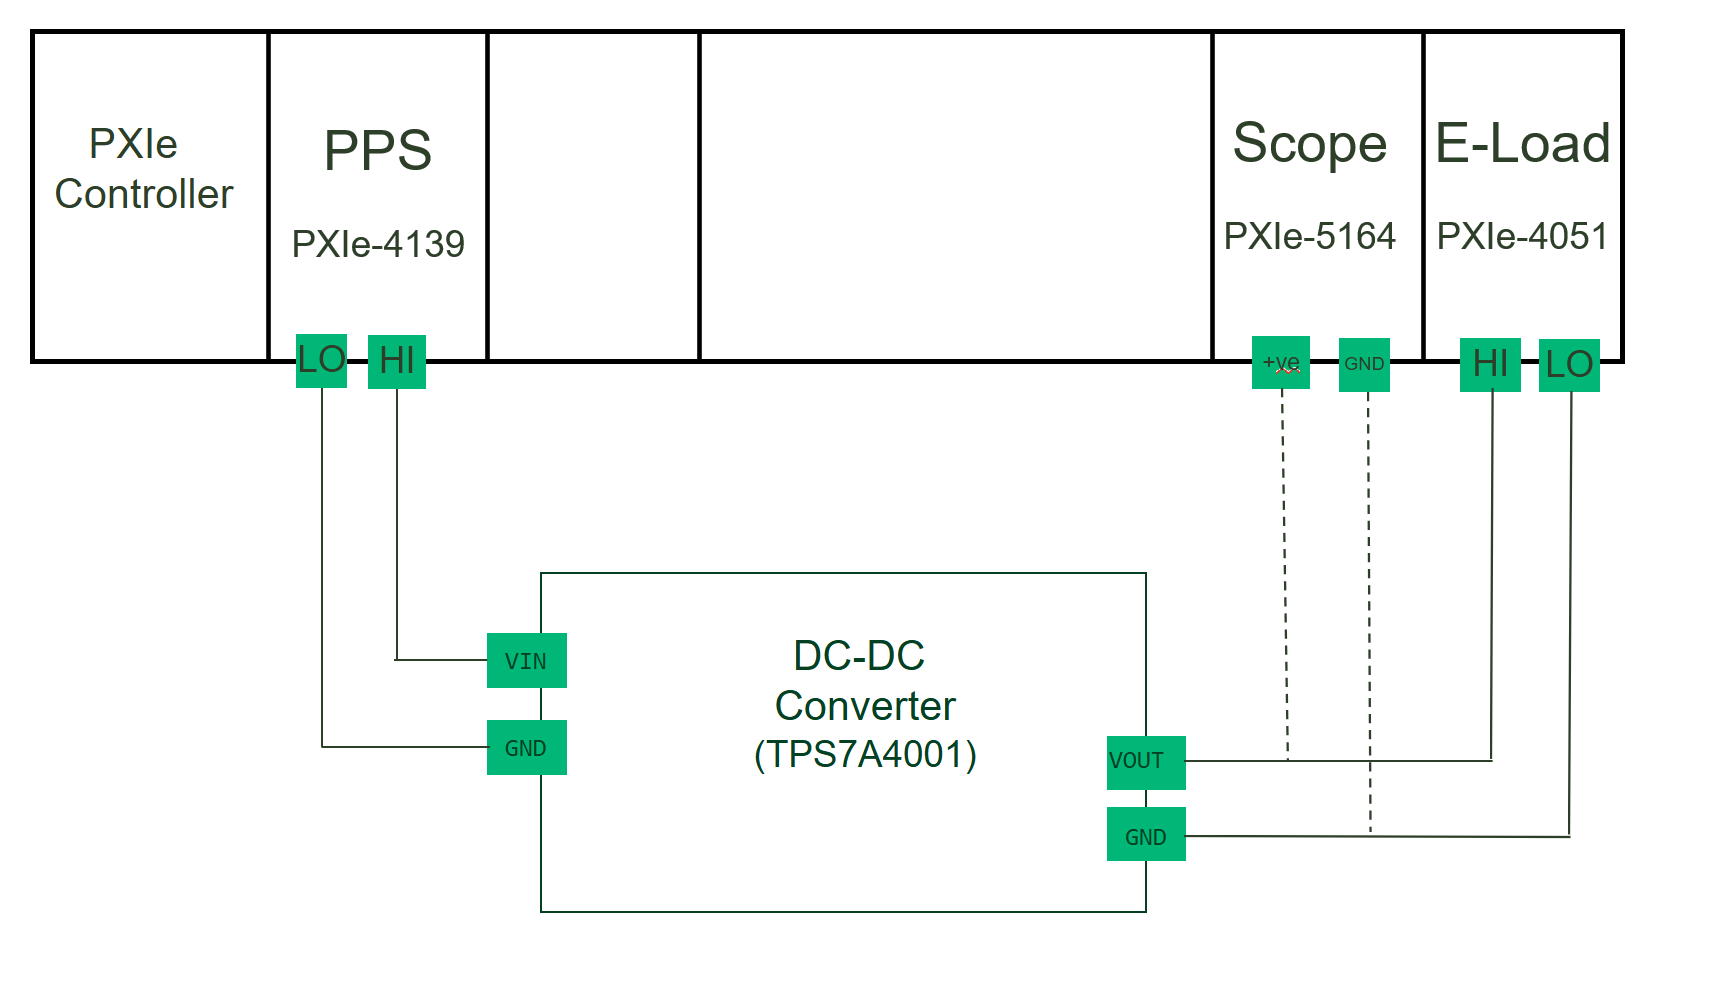 PXIe
Controller
PPS
PXIe-4139
LO
HI
Scope
PXIe-5164
+ve
GND
E-Load
PXIe-4051
HI
LO
VIN
GND
DC-DC
Converter
(TPS7A4001)
VOUT
GND